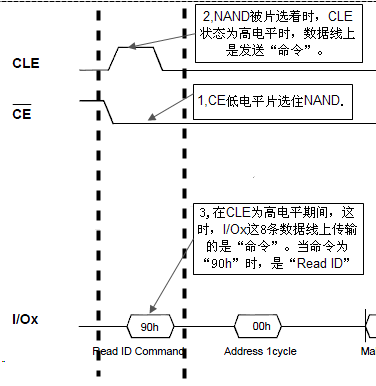 2,NAND被片选着时，CLE
状态为高电平时，数据线上
是发送“命令”。
CLE
1,CE低电平片选住NAND.
CE
3,在CLE为高电平期间，这
时，I/Ox这8条数据线上传输
的是“命令”。当命令为
“90h”时，是“Read ID”
I/Ox
90h
00h
Read ID Command
Address 1cycle
Ma